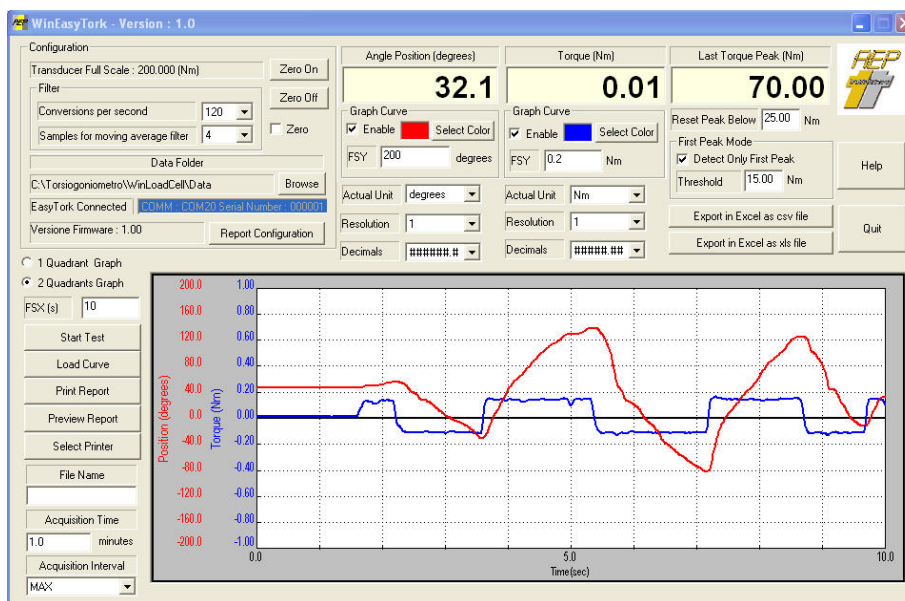 WinEasyTork - Version : 1.0
Configuration
Transducer Full Scale : 200.000 (Nm)
Zero On
Filter
Zero Off
Conversions per second 120
Samples for moving average filter 4
Zero
Data Folder
C:\Torsiogoniometro\WinLoadCell\Data
Browse
EasyTork Connected COMM : COM20 Serial Number : 000001
Versione Firmware : 1.00
Report Configuration
Angle Position (degrees)
32.1
Graph Curve
Enable Select Color
FSY 200 degrees
Actual Unit degrees
Resolution 1
Decimals ######.#
Torque (Nm)
0.01
Graph Curve
Enable Select Color
FSY 0.2 Nm
Actual Unit Nm
Resolution 1
Decimals #####.##
Last Torque Peak (Nm)
70.00
Reset Peak Below 25.00 Nm
First Peak Mode
Detect Only First Peak
Threshold 15.00 Nm
Export in Excel as csv file
Export in Excel as xls file
AEP
transducers
Help
Quit
1 Quadrant Graph
2 Quadrants Graph
FSX (s) 10
Start Test
Load Curve
Print Report
Preview Report
Select Printer
File Name
Acquisition Time
1.0 minutes
Acquisition Interval
MAX
Position (degrees)
Torque (Nm)
200.0 1.00
160.0 0.80
120.0 0.60
80.0 0.40
40.0 0.20
0.0 0.00
-40.0 -0.20
-80.0 -0.40
-120.0 -0.60
-160.0 -0.80
-200.0 -1.00
0.0 5.0 10.0
Time(sec)